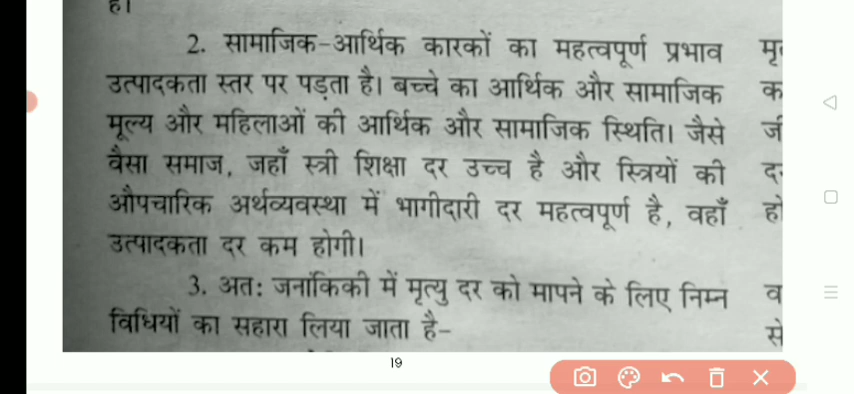 2. सामाजिक-आर्थिक कारकों का महत्वपूर्ण प्रभाव
उत्पादकता स्तर पर पड़ता है। बच्चे का आर्थिक और सामाजिक
मूल्य और महिलाओं की आर्थिक और सामाजिक स्थिति। जैसे
वैसा समाज, जहाँ स्त्री शिक्षा दर उच्च है और स्त्रियों की
औपचारिक अर्थव्यवस्था में भागीदारी दर महत्वपूर्ण है, वहाँ
उत्पादकता दर कम होगी।
3. अतः जनांकिकी में मृत्यु दर को मापने के लिए निम्न
विधियों का सहारा लिया जाता है-
19